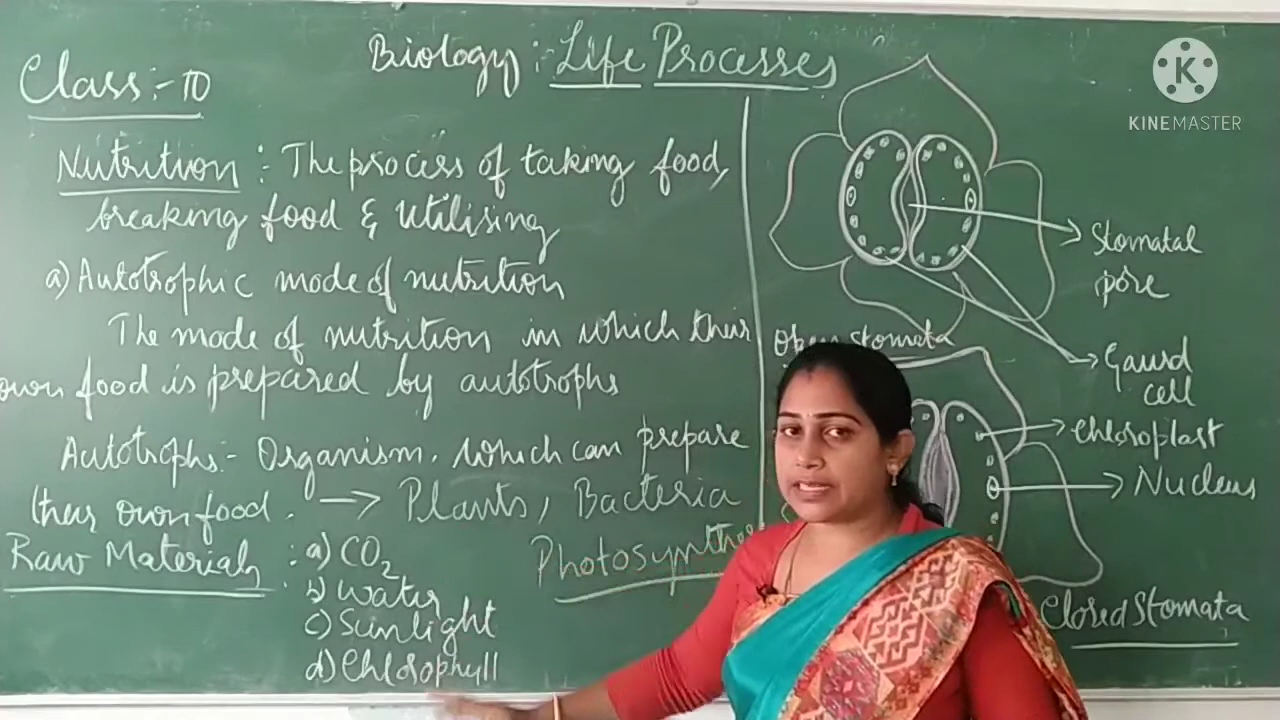 Biology :- Life Processes
Class:- 10
Nutrition :- The process of taking food,
breaking food & Utilising
a) Autotrophic mode of nutrition
The mode of nutrition in which their
own food is prepared by autotrophs
Autotrophs:- Organism. which can prepare
their own food. → Plants, Bacteria
Raw Materials :- a) CO2
b) Water
c) Sunlight
d) Chlorophyll
Photosynthe
Stomatal
pore
Open stomata
Gaurd
cell
Chloroplast
Nucleus
Closed Stomata
K
KINEMASTER